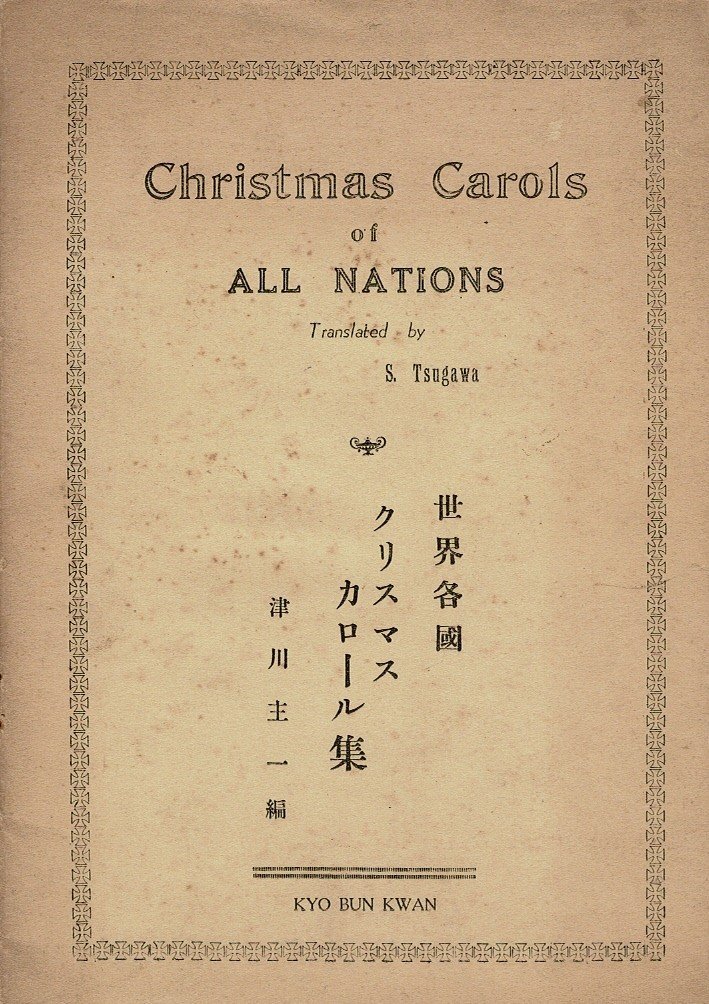 Christmas Carols
of
ALL NATIONS
Translated by
S. Tsugawa
世界各國
クリスマス
カロール集
津川主一編
KYO BUN KWAN